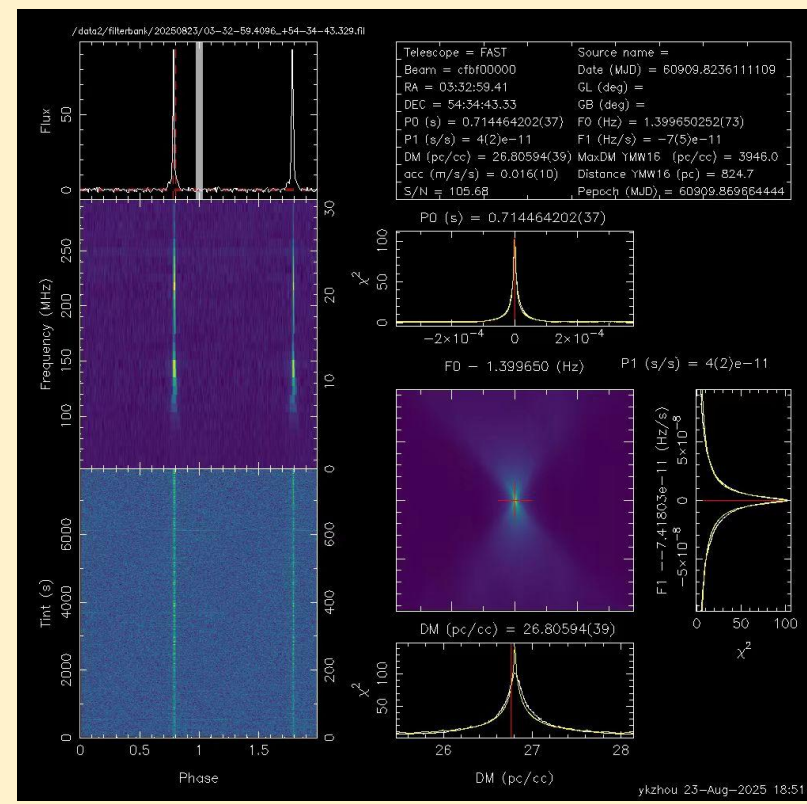 /data2/filterbank/20250823/03-32-59.4096_+54-34-43.329.fil
Telescope = FAST
Source name =
Beam = cfbf00000
Date (MJD) = 60909.8236111109
RA = 03:32:59.41
GL (deg) =
DEC = 54:34:43.33
GB (deg) =
P0 (s) = 0.714464202(37)
F0 (Hz) = 1.399650252(73)
P1 (s/s) = 4(2)e-11
F1 (Hz/s) = -7(5)e-11
DM (pc/cc) = 26.80594(39)
MaxDM YMW16 (pc/cc) = 3946.0
acc (m/s/s) = 0.016(10)
Distance YMW16 (pc) = 824.7
S/N = 105.68
Pepoch (MJD) = 60909.869664444
Flux
0
50
Frequency (MHz)
100
150
200
250
0
10
20
30
Tint (s)
0
2000
4000
6000
0
200
400
600
0
0.5
1
1.5
Phase
P0 (s) = 0.714464202(37)
χ²
0
50
100
−2×10⁻⁴
0
2×10⁻⁴
F0 − 1.399650 (Hz)
P1 (s/s) = 4(2)e−11
F1 −−7.41803e−11 (Hz/s)
−5×10⁻⁸
0
5×10⁻⁸
0
50
100
χ²
DM (pc/cc) = 26.80594(39)
χ²
50
100
26
27
28
DM (pc/cc)
ykzhou 23−Aug−2025 18:51